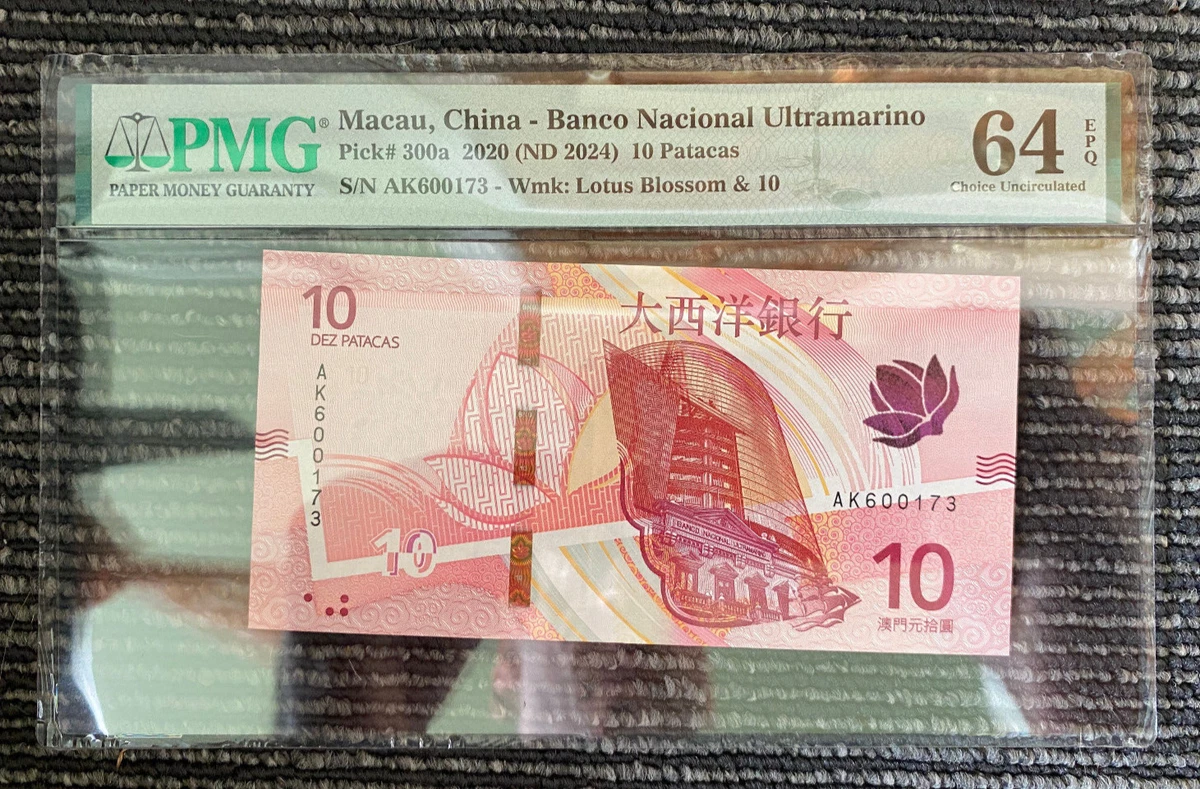 PMG®
PAPER MONEY GUARANTY
Macau, China - Banco Nacional Ultramarino
Pick# 300a 2020 (ND 2024) 10 Patacas
S/N AK600173 - Wmk: Lotus Blossom & 10
64
EPQ
Choice Uncirculated
10
DEZ PATACAS
大西洋銀行
AK600173
10
BANCO NACIONAL ULTRAMARINO
AK600173
10
10
澳門元拾圓